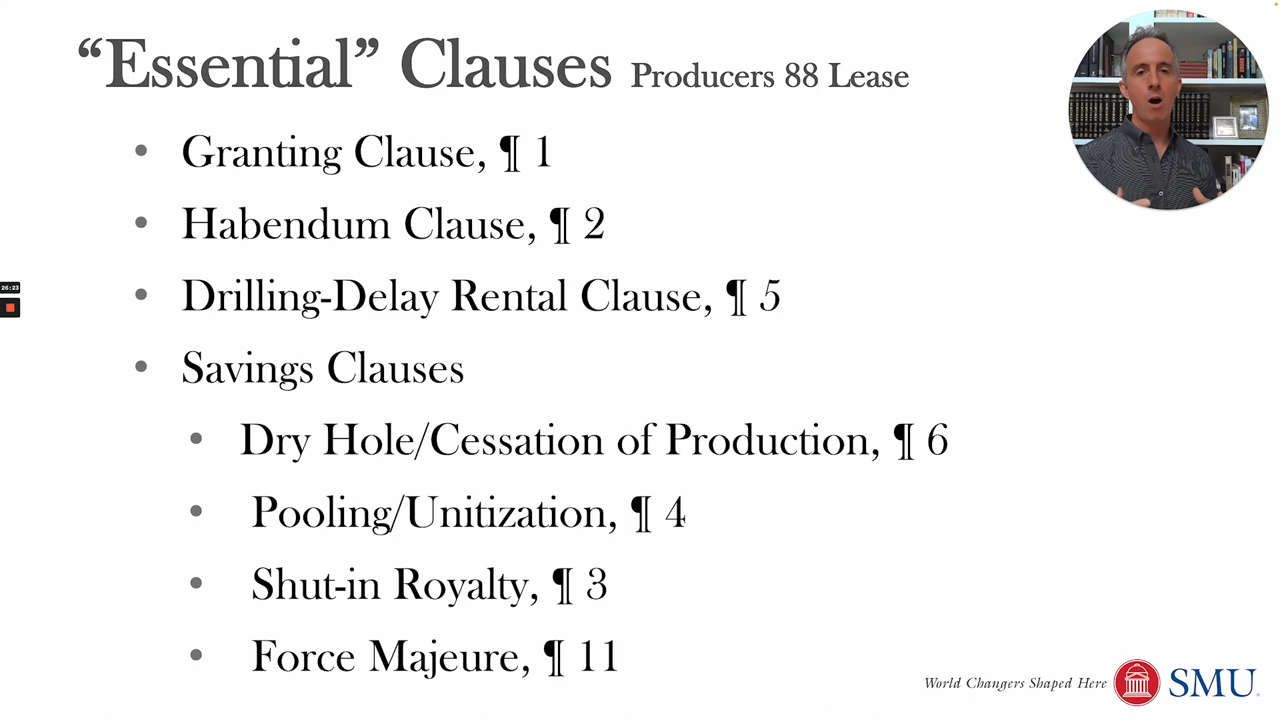 “Essential” Clauses Producers 88 Lease
• Granting Clause, ¶ 1
• Habendum Clause, ¶ 2
• Drilling-Delay Rental Clause, ¶ 5
• Savings Clauses
• Dry Hole/Cessation of Production, ¶ 6
• Pooling/Unitization, ¶ 4
• Shut-in Royalty, ¶ 3
• Force Majeure, ¶ 11
26:23
World Changers Shaped Here
SMU.